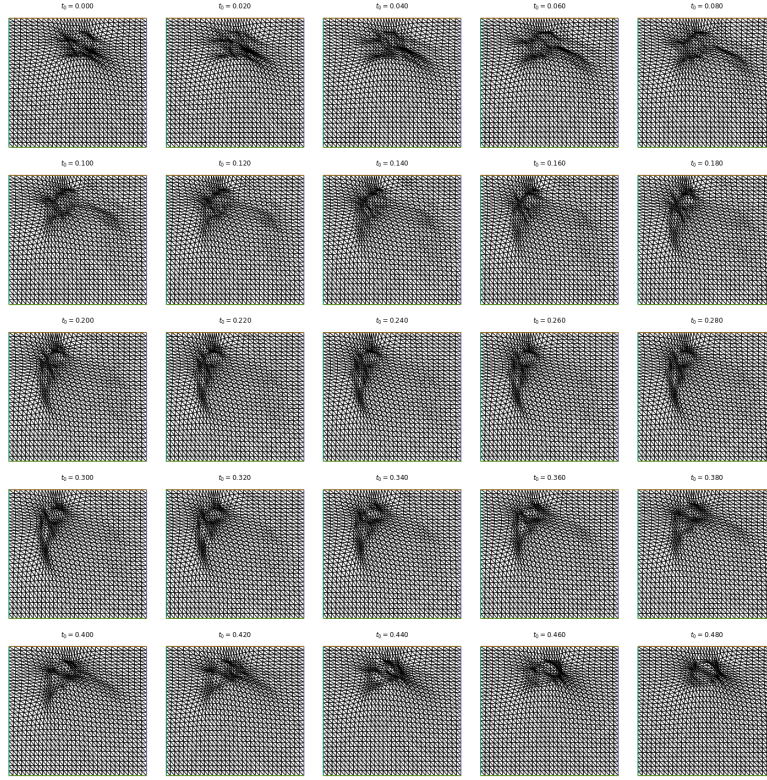 t₀ = 0.000
t₀ = 0.020
t₀ = 0.040
t₀ = 0.060
t₀ = 0.080
t₀ = 0.100
t₀ = 0.120
t₀ = 0.140
t₀ = 0.160
t₀ = 0.180
t₀ = 0.200
t₀ = 0.220
t₀ = 0.240
t₀ = 0.260
t₀ = 0.280
t₀ = 0.300
t₀ = 0.320
t₀ = 0.340
t₀ = 0.360
t₀ = 0.380
t₀ = 0.400
t₀ = 0.420
t₀ = 0.440
t₀ = 0.460
t₀ = 0.480